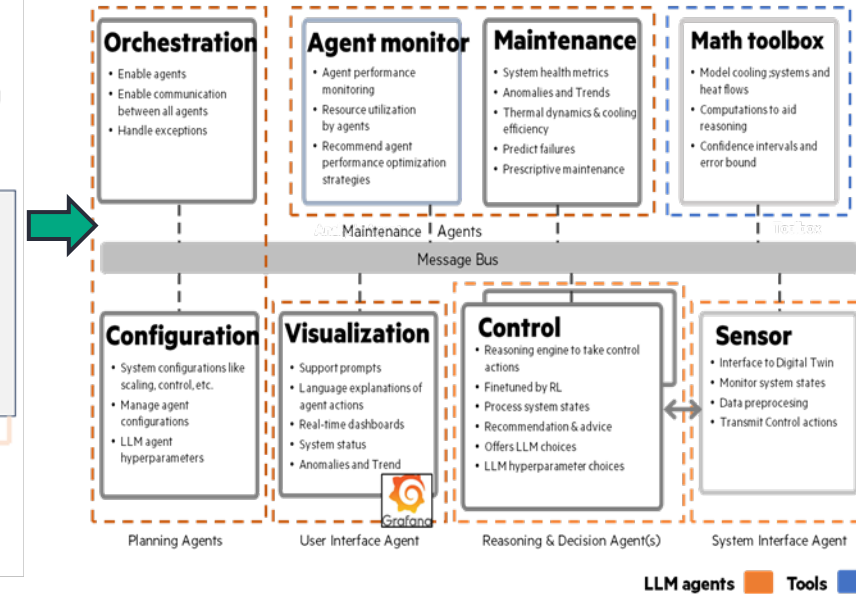 Orchestration
• Enable agents
• Enable communication
between all agents
• Handle exceptions
Agent monitor
• Agent performance
monitoring
• Resource utilization
by agents
• Recommend agent
performance optimization
strategies
Maintenance
• System health metrics
• Anomalies and Trends
• Thermal dynamics & cooling
efficiency
• Predict failures
• Prescriptive maintenance
Math toolbox
• Model cooling systems and
heat flows
• Computations to aid
reasoning
• Confidence intervals and
error bound
Maintenance Agents
Message Bus
Configuration
• System configurations like
scaling, control, etc.
• Manage agent
configurations
• LLM agent
hyperparameters
Visualization
• Support prompts
• Language explanations of
agent actions
• Real-time dashboards
• System status
• Anomalies and Trend
Grafana
Control
• Reasoning engine to take control
actions
• Finetuned by RL
• Process system states
• Recommendation & advice
• Offers LLM choices
• LLM hyperparameter choices
Sensor
• Interface to Digital Twin
• Monitor system states
• Data preprocesing
• Transmit Control actions
Planning Agents
User Interface Agent
Reasoning & Decision Agent(s)
System Interface Agent
LLM agents
Tools